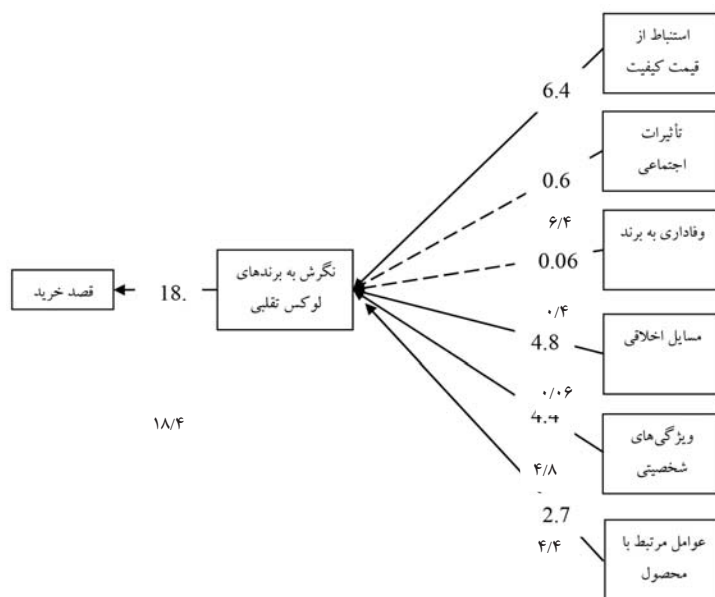 استنباط از
قیمت کیفیت
6.4
تأثیرات
اجتماعی
0.6
۶/۴
وفاداری به برند
0.06
نگرش به برندهای
لوکس تقلبی
18.
قصد خرید
۰/۴
4.8
مسایل اخلاقی
۰/۰۶
4.4
۱۸/۴
ویژگی‌های
شخصیتی
۴/۸
2.7
۴/۴
عوامل مرتبط با
محصول